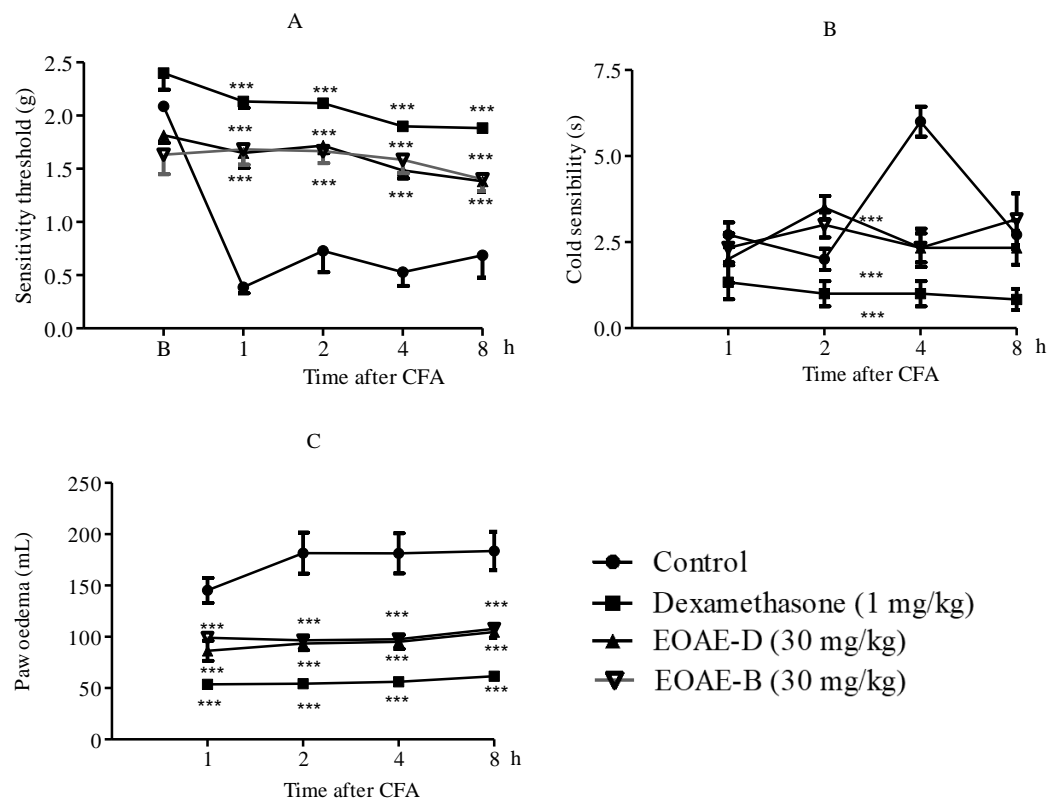 A
Sensitivity threshold (g)
2.5
2.0
1.5
1.0
0.5
0.0
*** *** *** ***
*** *** *** ***
*** *** *** ***
B 1 2 4 8 h
Time after CFA
B
Cold sensibility (s)
7.5
5.0
2.5
0.0
***
***
***
1 2 4 8 h
Time after CFA
C
Paw oedema (mL)
250
200
150
100
50
0
*** *** *** ***
*** *** *** ***
*** *** *** ***
1 2 4 8 h
Time after CFA
Control
Dexamethasone (1 mg/kg)
EOAE-D (30 mg/kg)
EOAE-B (30 mg/kg)